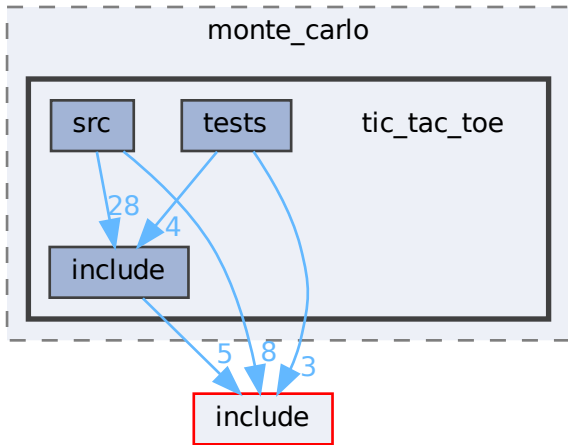 monte_carlo
src
tests
tic_tac_toe
28
4
include
5
8
3
include